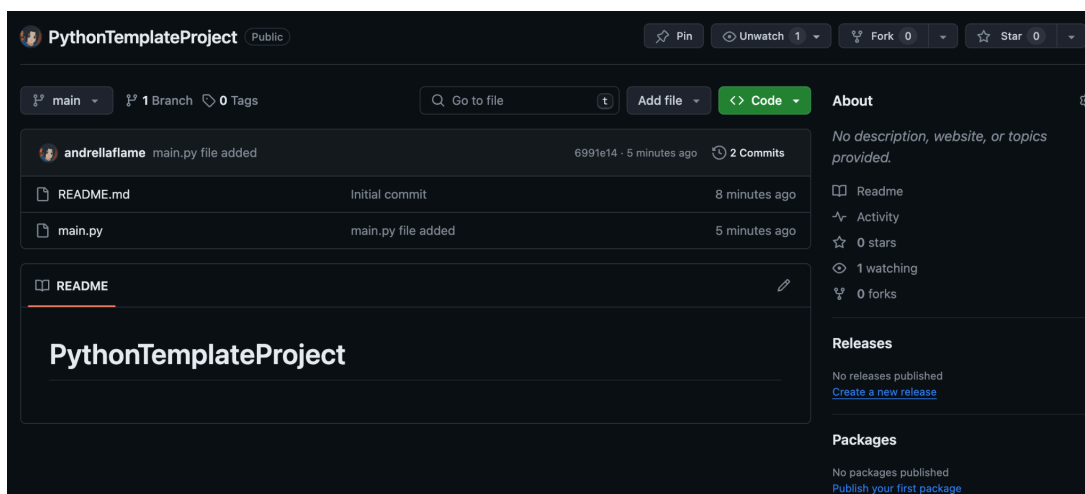 PythonTemplateProject Public
Pin
Unwatch 1
Fork 0
Star 0
main
1 Branch
0 Tags
Go to file t
Add file
<> Code
andrellaflame main.py file added 6991e14 · 5 minutes ago 2 Commits
README.md Initial commit 8 minutes ago
main.py main.py file added 5 minutes ago
README
PythonTemplateProject
About
No description, website, or topics
provided.
Readme
Activity
0 stars
1 watching
0 forks
Releases
No releases published
Create a new release
Packages
No packages published
Publish your first package